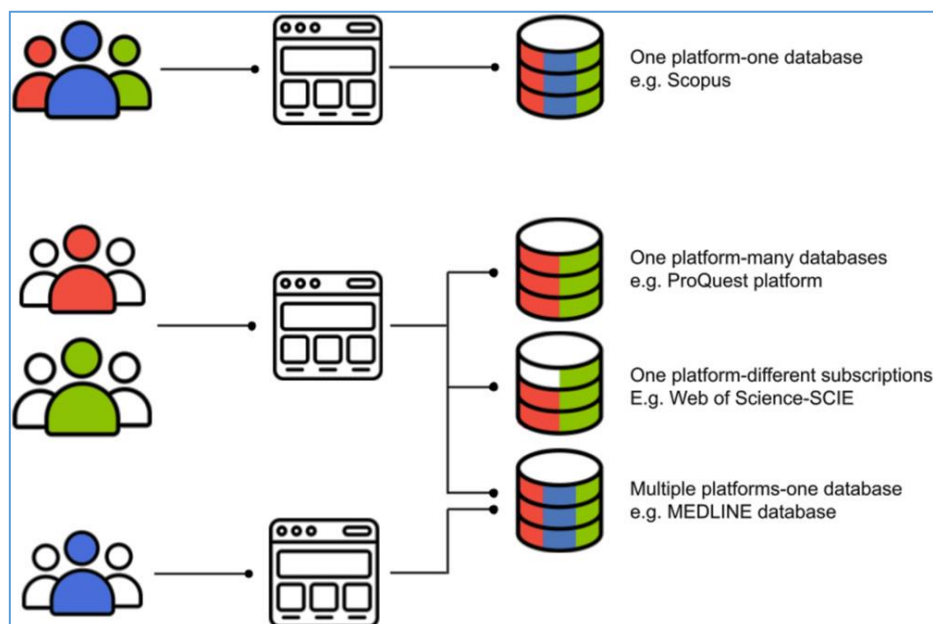 One platform-one database
e.g. Scopus
One platform-many databases
e.g. ProQuest platform
One platform-different subscriptions
E.g. Web of Science-SCIE
Multiple platforms-one database
e.g. MEDLINE database